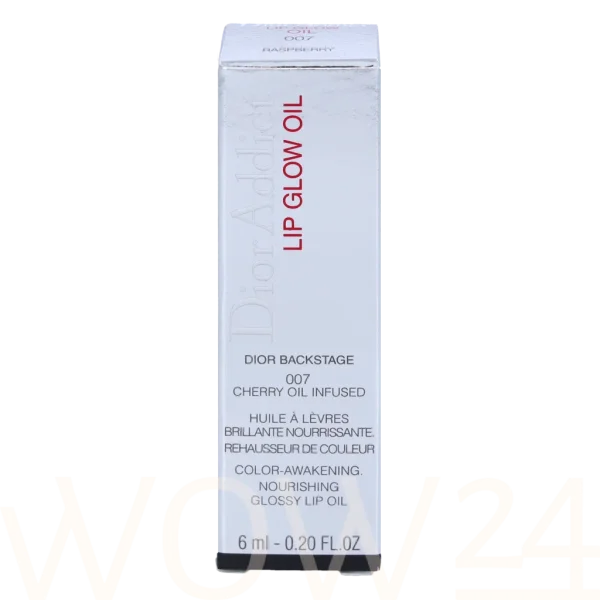 LIP GLOW
OIL
007
RASPBERRY
Dior Addict
LIP GLOW OIL
DIOR BACKSTAGE
007
CHERRY OIL INFUSED
HUILE À LÈVRES
BRILLANTE NOURRISSANTE.
REHAUSSEUR DE COULEUR
COLOR-AWAKENING.
NOURISHING
GLOSSY LIP OIL
6 ml - 0.20 FL.OZ
WOW24